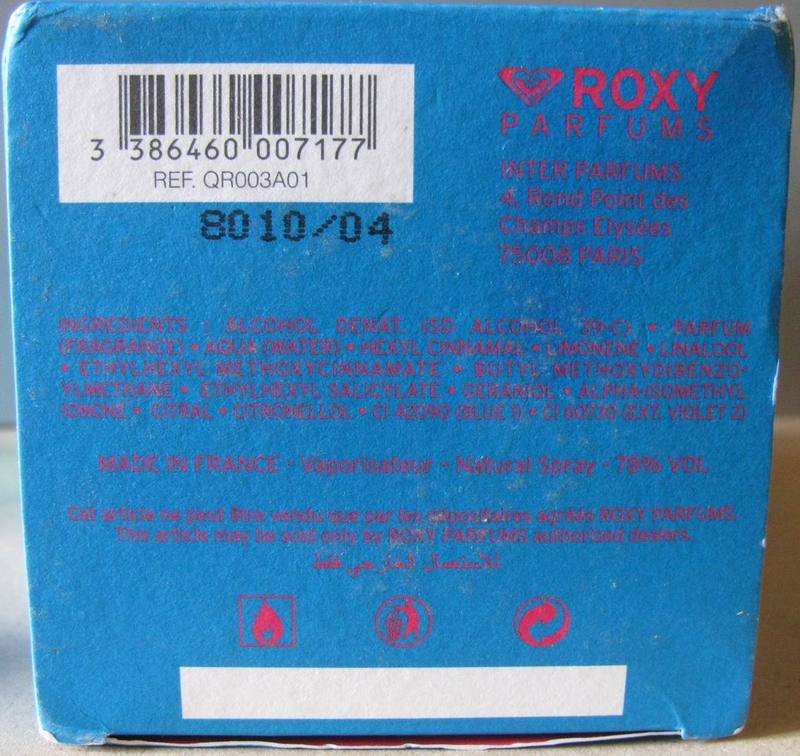 3 386460 007177
REF. QR003A01
8010/04
ROXY
PARFUMS
INTER PARFUMS
4, Rond Point des
Champs Elysées
75008 PARIS
INGREDIENTS : ALCOHOL DENAT. (SD ALCOHOL 39-C) • PARFUM
(FRAGRANCE) • AQUA (WATER) • HEXYL CINNAMAL • LIMONENE • LINALOOL
• ETHYLHEXYL METHOXYCINNAMATE • BUTYL METHOXYDIBENZO-
YLMETHANE • ETHYLHEXYL SALICYLATE • GERANIOL • ALPHA-ISOMETHYL
IONONE • CITRAL • CITRONELLOL • CI 42090 (BLUE 1) • CI 60730 (EXT. VIOLET 2)
MADE IN FRANCE - Vaporisateur - Natural Spray - 78% VOL
Cet article ne peut être vendu que par les dépositaires agréés ROXY PARFUMS.
This article may be sold only by ROXY PARFUMS authorized dealers.
للاستعمال الخارجي فقط